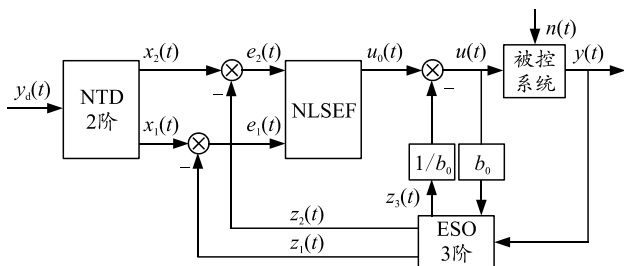 n(t)
x₂(t)
e₂(t)
u₀(t)
u(t)
y(t)
y_d(t)
NTD
2阶
NLSEF
被控
系统
−
−
x₁(t)
e₁(t)
−
1/b₀
b₀
z₃(t)
z₂(t)
z₁(t)
ESO
3阶